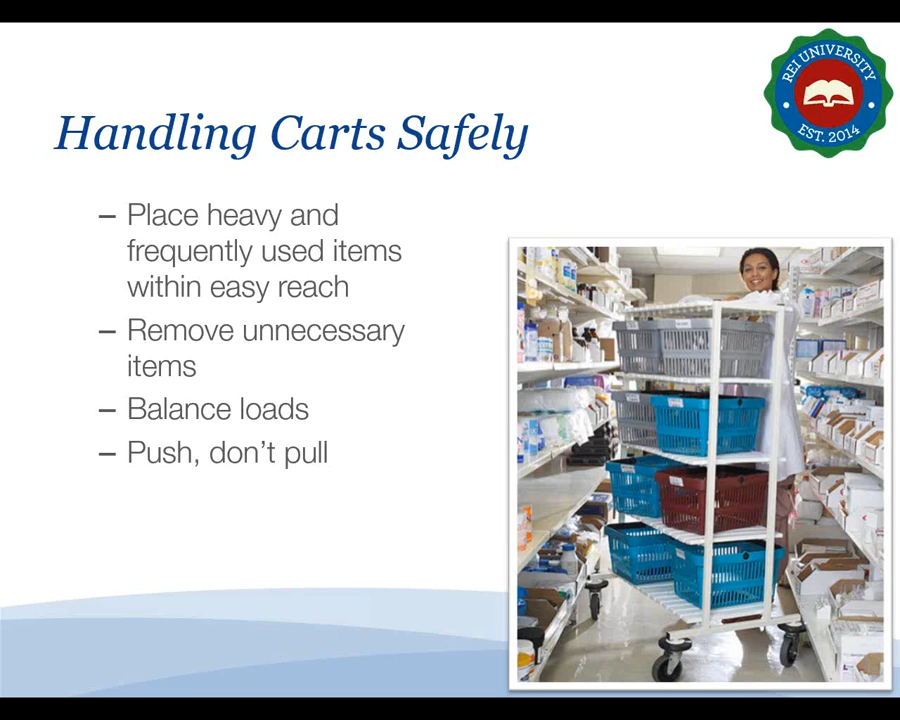 REI UNIVERSITY
EST. 2014
Handling Carts Safely
– Place heavy and
frequently used items
within easy reach
– Remove unnecessary
items
– Balance loads
– Push, don’t pull